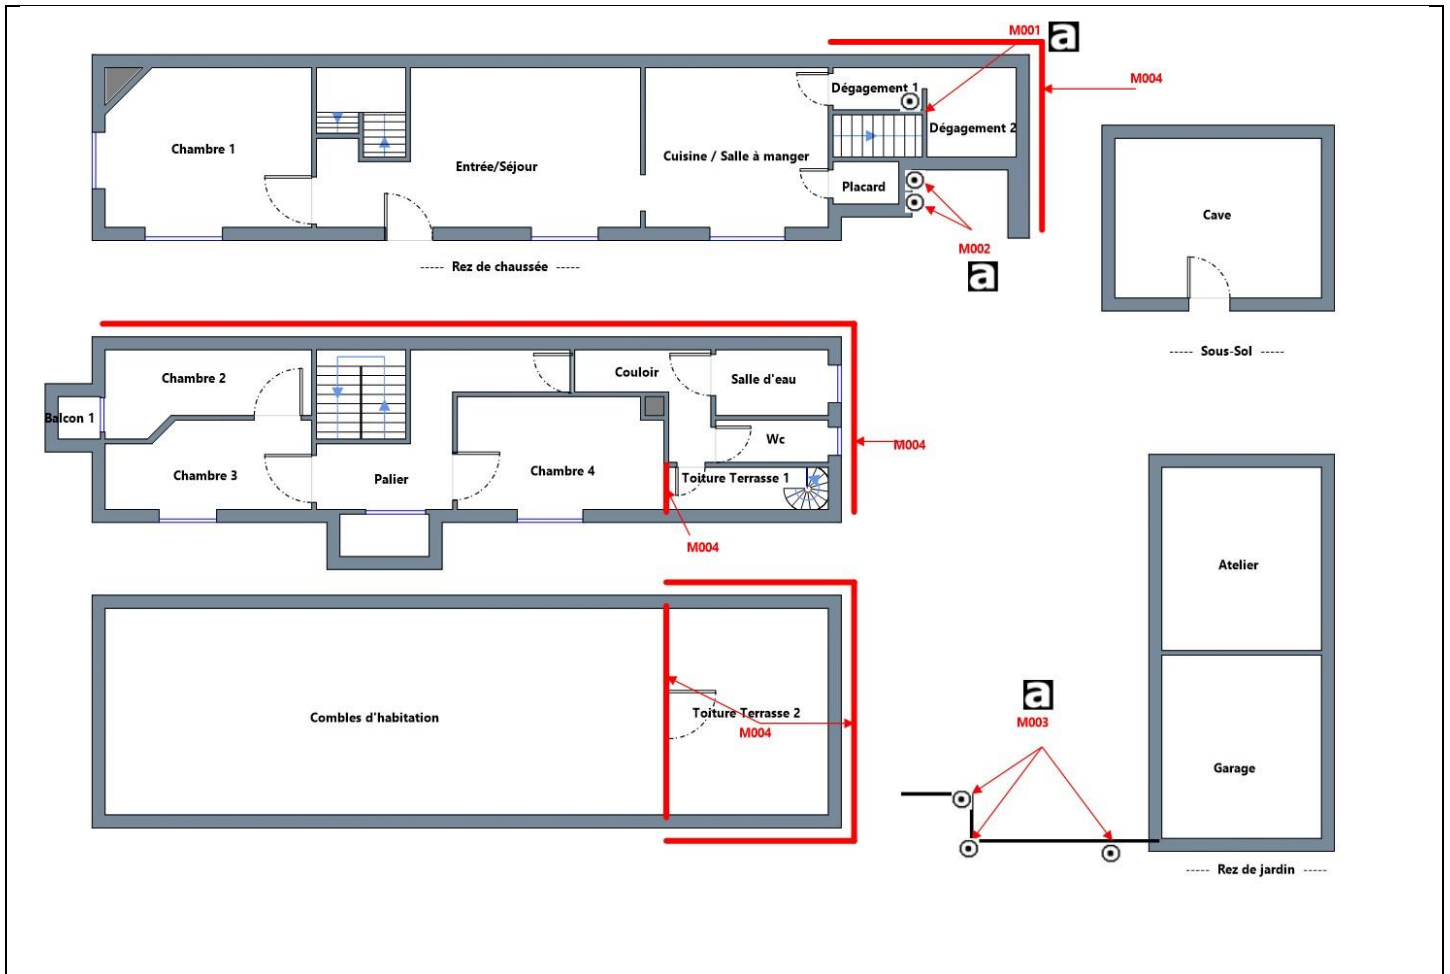 M001 a
M004
Dégagement 1
Dégagement 2
Chambre 1
Entrée/Séjour
Cuisine / Salle à manger
Placard
M002
a
----- Rez de chaussée -----
Cave
----- Sous-Sol -----
Chambre 2
Couloir
Salle d'eau
Balcon 1
Wc
M004
Chambre 3
Palier
Chambre 4
Toiture Terrasse 1
M004
Combles d'habitation
Toiture Terrasse 2
M004
Atelier
a
M003
Garage
----- Rez de jardin -----